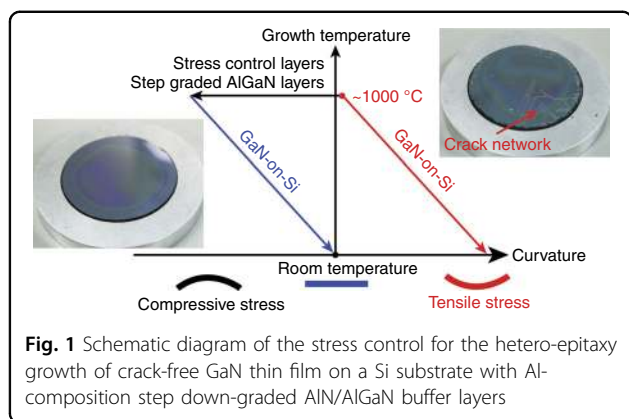 Growth temperature
Stress control layers
Step graded AlGaN layers
~1000 °C
Crack network
GaN-on-Si
GaN-on-Si
Curvature
Room temperature
Compressive stress
Tensile stress
Fig. 1 Schematic diagram of the stress control for the hetero-epitaxy
growth of crack-free GaN thin film on a Si substrate with Al-
composition step down-graded AlN/AlGaN buffer layers